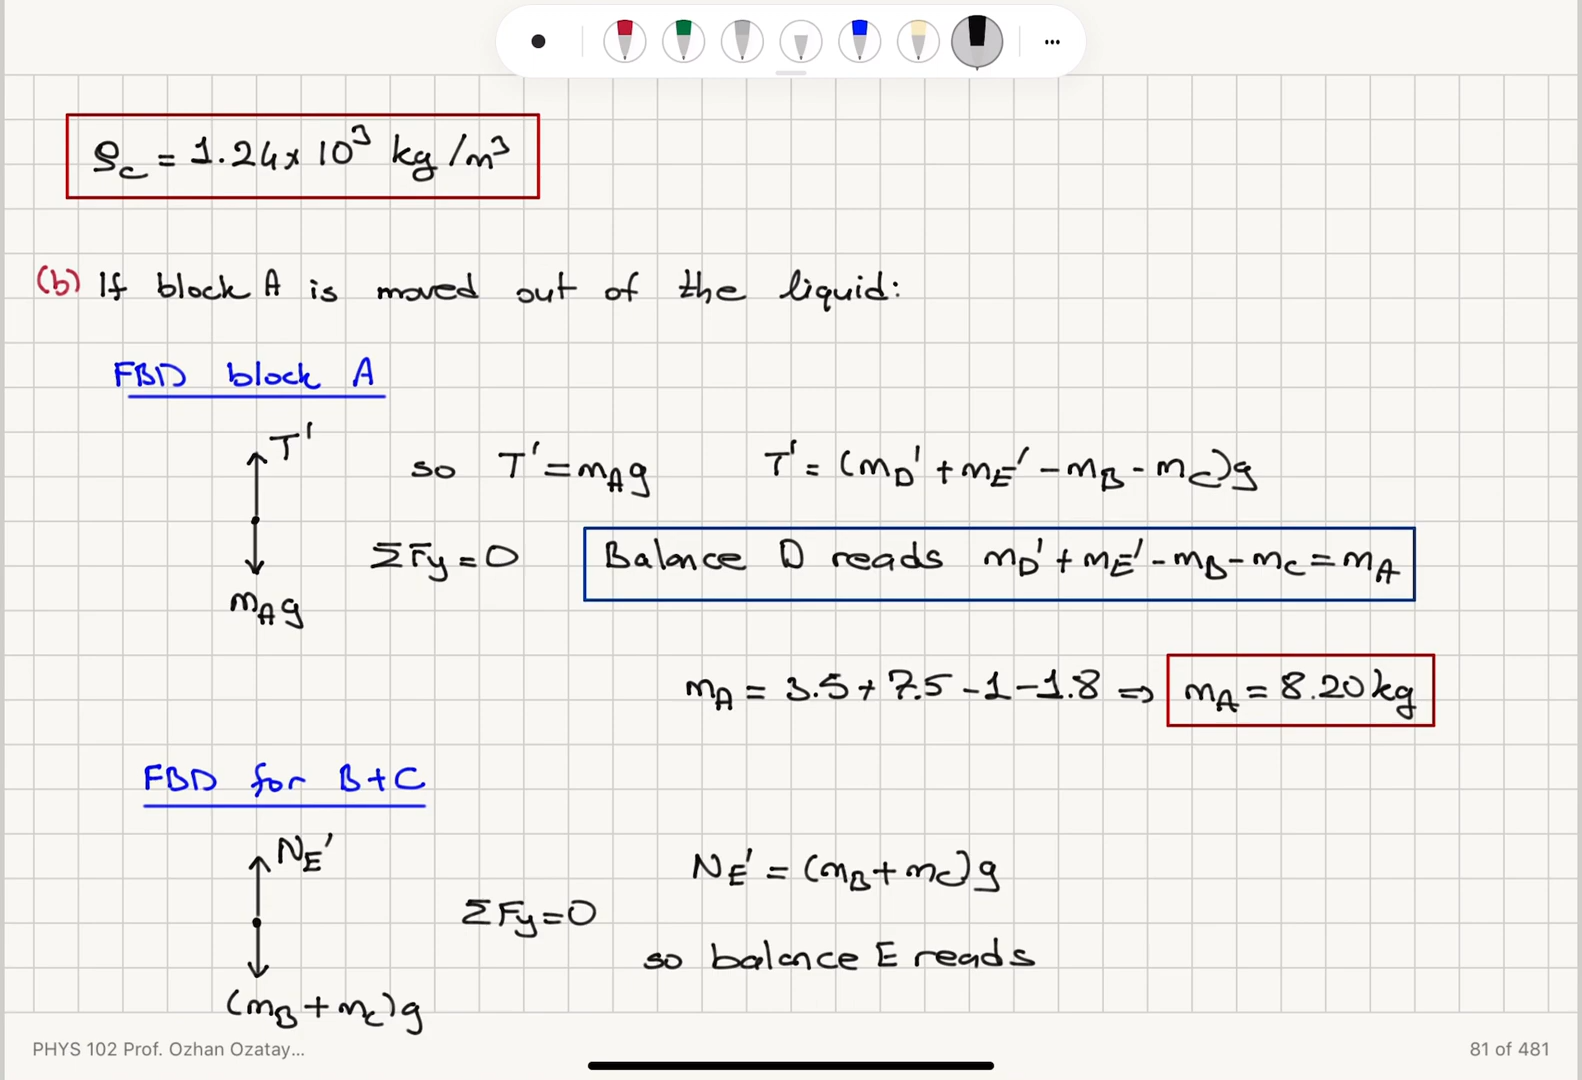 ρc = 1.24 x 10³ kg/m³
(b) If block A is moved out of the liquid:
FBD block A
T'
so T' = mAg
T' = (mD' + mE' - mB - mC)g
ΣFy = 0
Balance D reads mD' + mE' - mB - mC = mA
mAg
mA = 3.5 + 7.5 - 1 - 1.8 ⇒ mA = 8.20 kg
FBD for B+C
NE'
NE' = (mB + mC)g
ΣFy = 0
so balance E reads
(mB + mC)g
PHYS 102 Prof. Ozhan Ozatay...
81 of 481